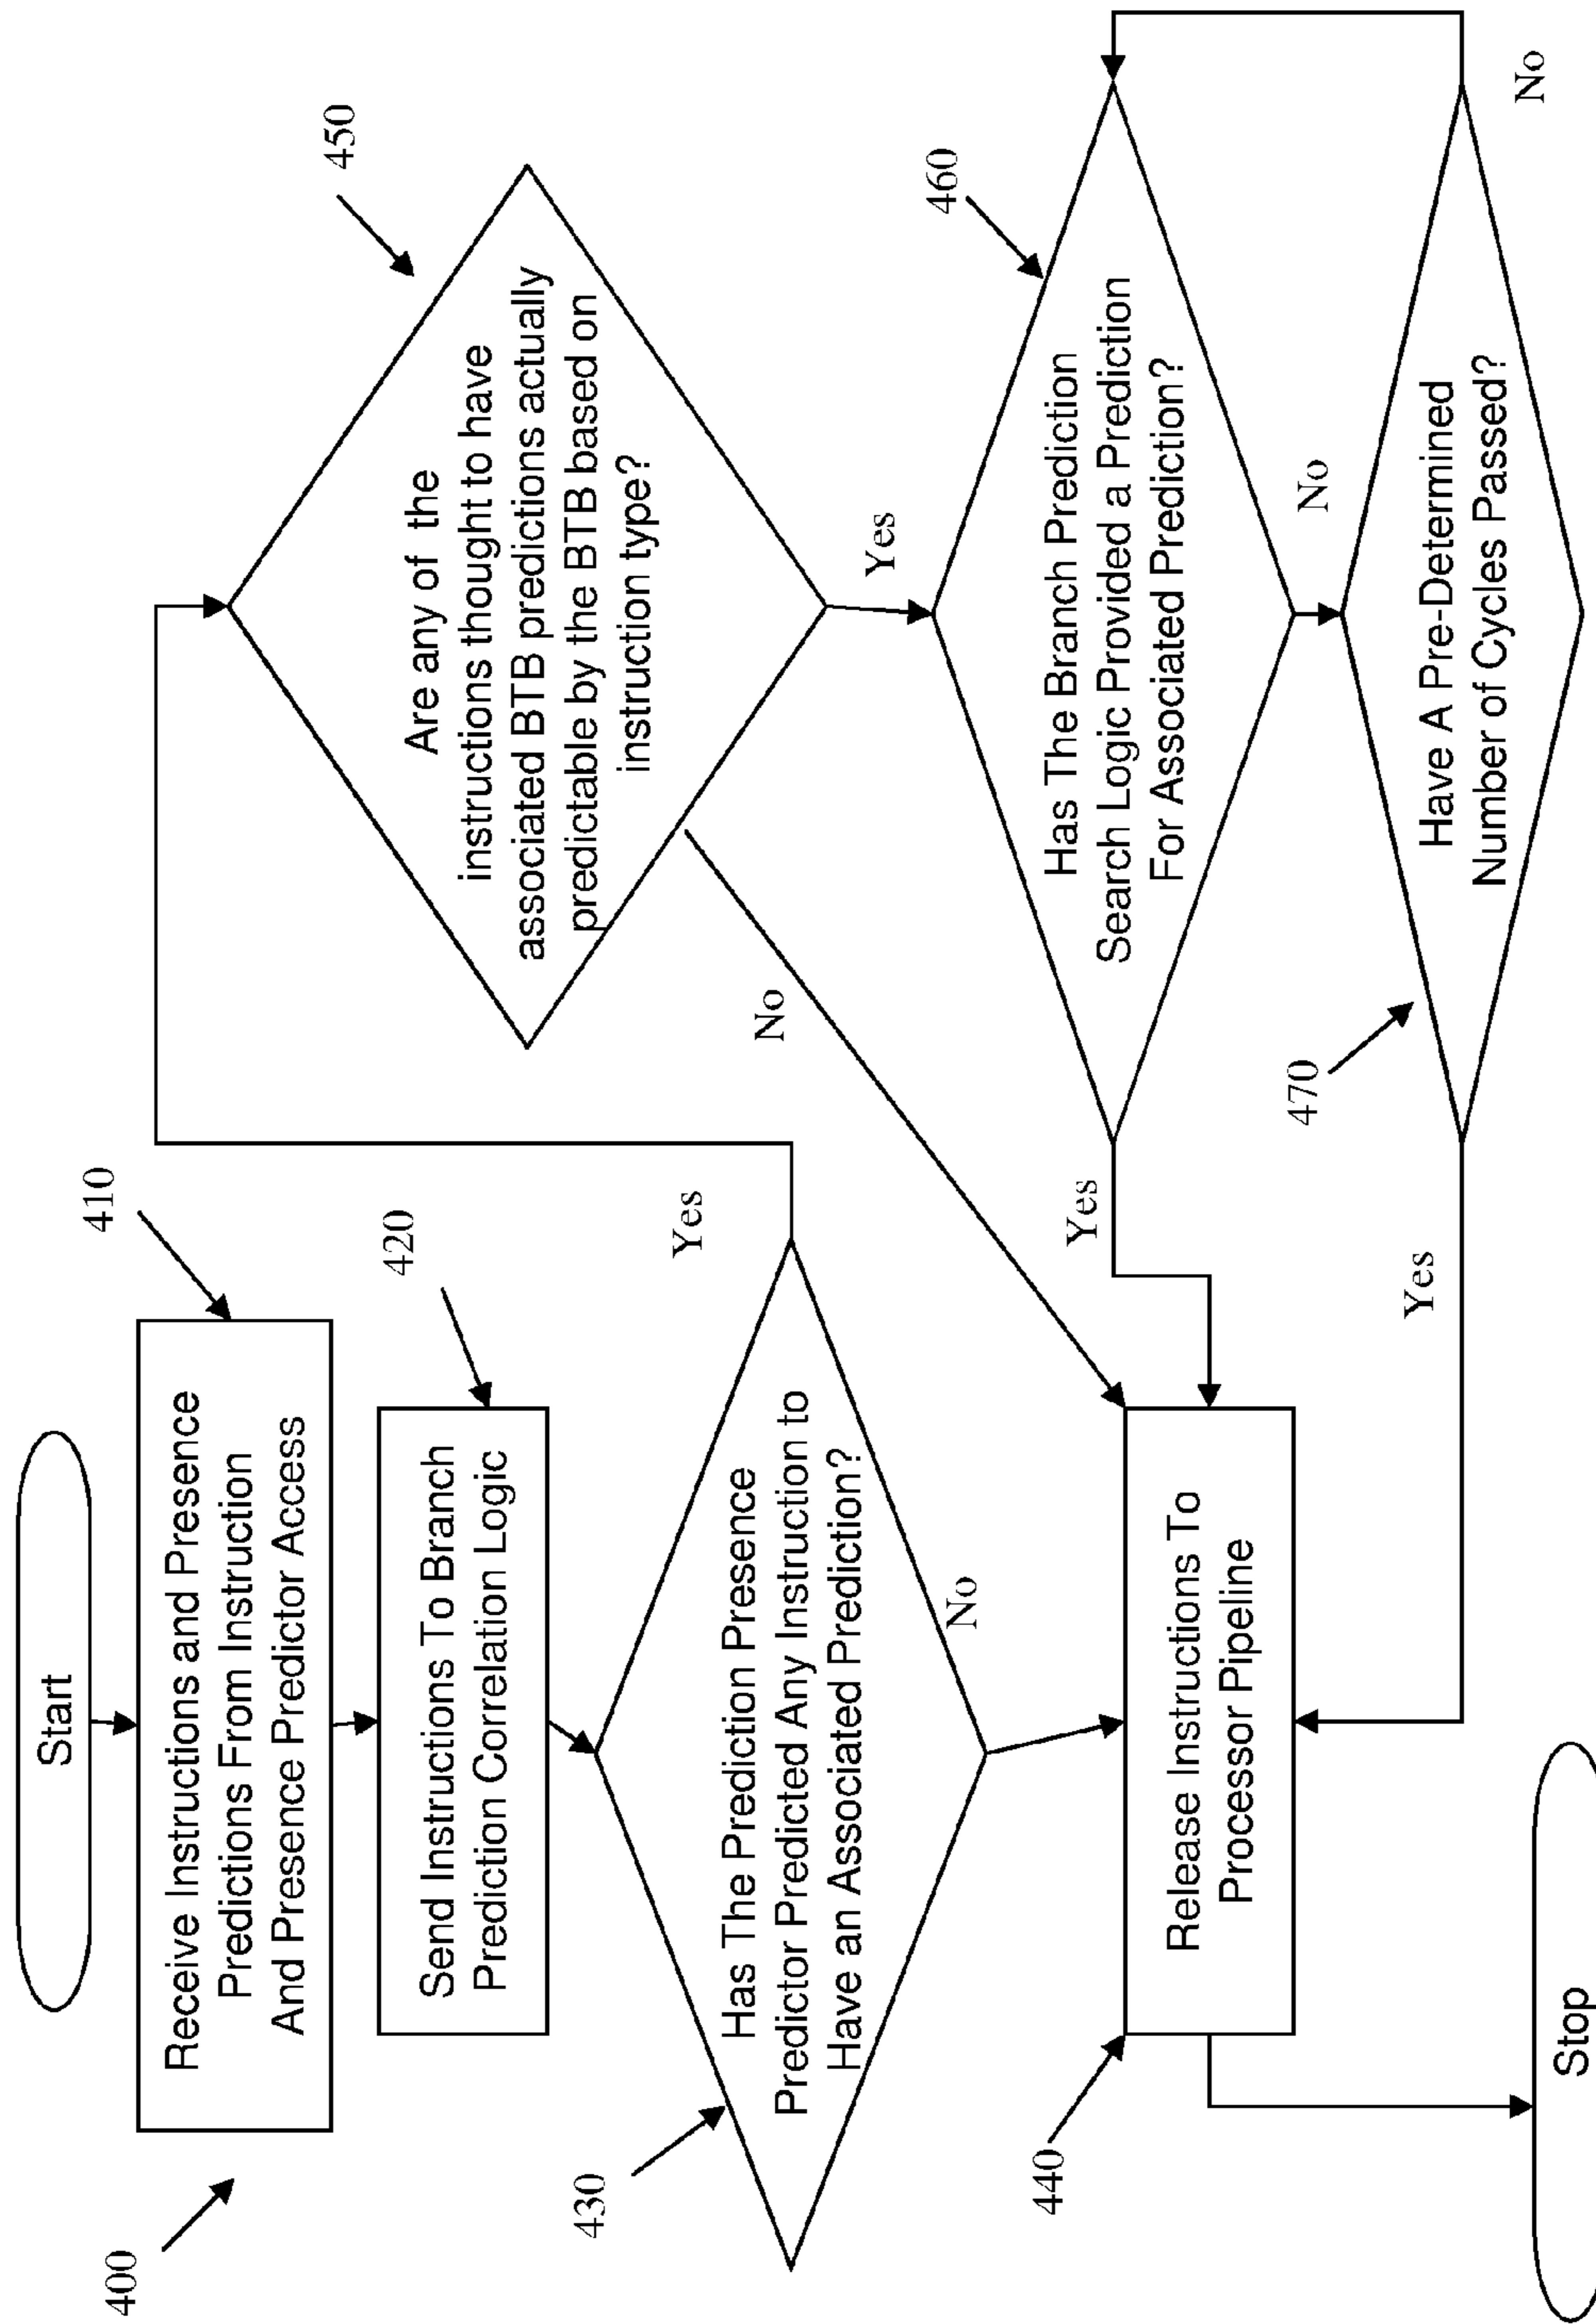 400
Start
410
Receive Instructions and Presence
Predictions From Instruction
And Presence Predictor Access
420
Send Instructions To Branch
Prediction Correlation Logic
430
Has The Prediction Presence
Predictor Predicted Any Instruction to
Have an Associated Prediction?
Yes
No
440
Release Instructions To
Processor Pipeline
Stop
450
Are any of the
instructions thought to have
associated BTB predictions actually
predictable by the BTB based on
instruction type?
No
Yes
460
Has The Branch Prediction
Search Logic Provided a Prediction
For Associated Prediction?
Yes
No
470
Have A Pre-Determined
Number of Cycles Passed?
Yes
No